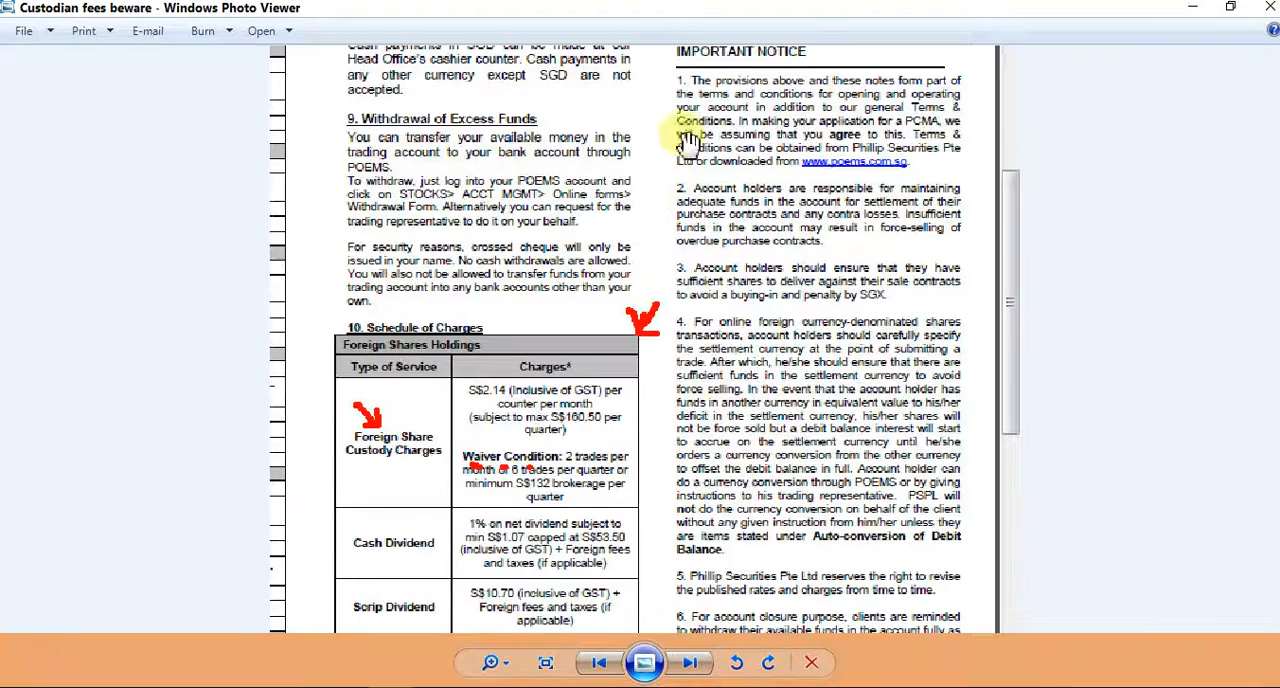 Custodian fees beware - Windows Photo Viewer
File Print E-mail Burn Open
Cash payments in SGD can be made at our
Head Office's cashier counter. Cash payments in
any other currency except SGD are not
accepted.
9. Withdrawal of Excess Funds
You can transfer your available money in the
trading account to your bank account through
POEMS.
To withdraw, just log into your POEMS account and
click on STOCKS> ACCT MGMT> Online forms>
Withdrawal Form. Alternatively you can request for the
trading representative to do it on your behalf.
For security reasons, crossed cheque will only be
issued in your name. No cash withdrawals are allowed.
You will also not be allowed to transfer funds from your
trading account into any bank accounts other than your
own.
10. Schedule of Charges
Foreign Shares Holdings
Type of Service
Charges*
Foreign Share
Custody Charges
S$2.14 (inclusive of GST) per
counter per month
(subject to max S$160.50 per
quarter)
Waiver Condition: 2 trades per
month or 6 trades per quarter or
minimum S$132 brokerage per
quarter
Cash Dividend
1% on net dividend subject to
min S$1.07 capped at S$53.50
(inclusive of GST) + Foreign fees
and taxes (if applicable)
Scrip Dividend
S$10.70 (inclusive of GST) +
Foreign fees and taxes (if
applicable)
IMPORTANT NOTICE
1. The provisions above and these notes form part of
the terms and conditions for opening and operating
your account in addition to our general Terms &
Conditions. In making your application for a PCMA, we
be assuming that you agree to this. Terms &
can be obtained from Phillip Securities Pte
Ltd or downloaded from www.poems.com.sg.
2. Account holders are responsible for maintaining
adequate funds in the account for settlement of their
purchase contracts and any contra losses. Insufficient
funds in the account may result in force-selling of
overdue purchase contracts.
3. Account holders should ensure that they have
sufficient shares to deliver against their sale contracts
to avoid a buying-in and penalty by SGX.
4. For online foreign currency-denominated shares
transactions, account holders should carefully specify
the settlement currency at the point of submitting a
trade. After which, he/she should ensure that there are
sufficient funds in the settlement currency to avoid
force selling. In the event that the account holder has
funds in another currency in equivalent value to his/her
deficit in the settlement currency, his/her shares will
not be force sold but a debit balance interest will start
to accrue on the settlement currency until he/she
orders a currency conversion from the other currency
to offset the debit balance in full. Account holder can
do a currency conversion through POEMS or by giving
instructions to his trading representative. PSPL will
not do the currency conversion on behalf of the client
without any given instruction from him/her unless they
are items stated under Auto-conversion of Debit
Balance.
5. Phillip Securities Pte Ltd reserves the right to revise
the published rates and charges from time to time.
6. For account closure purpose, clients are reminded
to withdraw their available funds in the account fully as